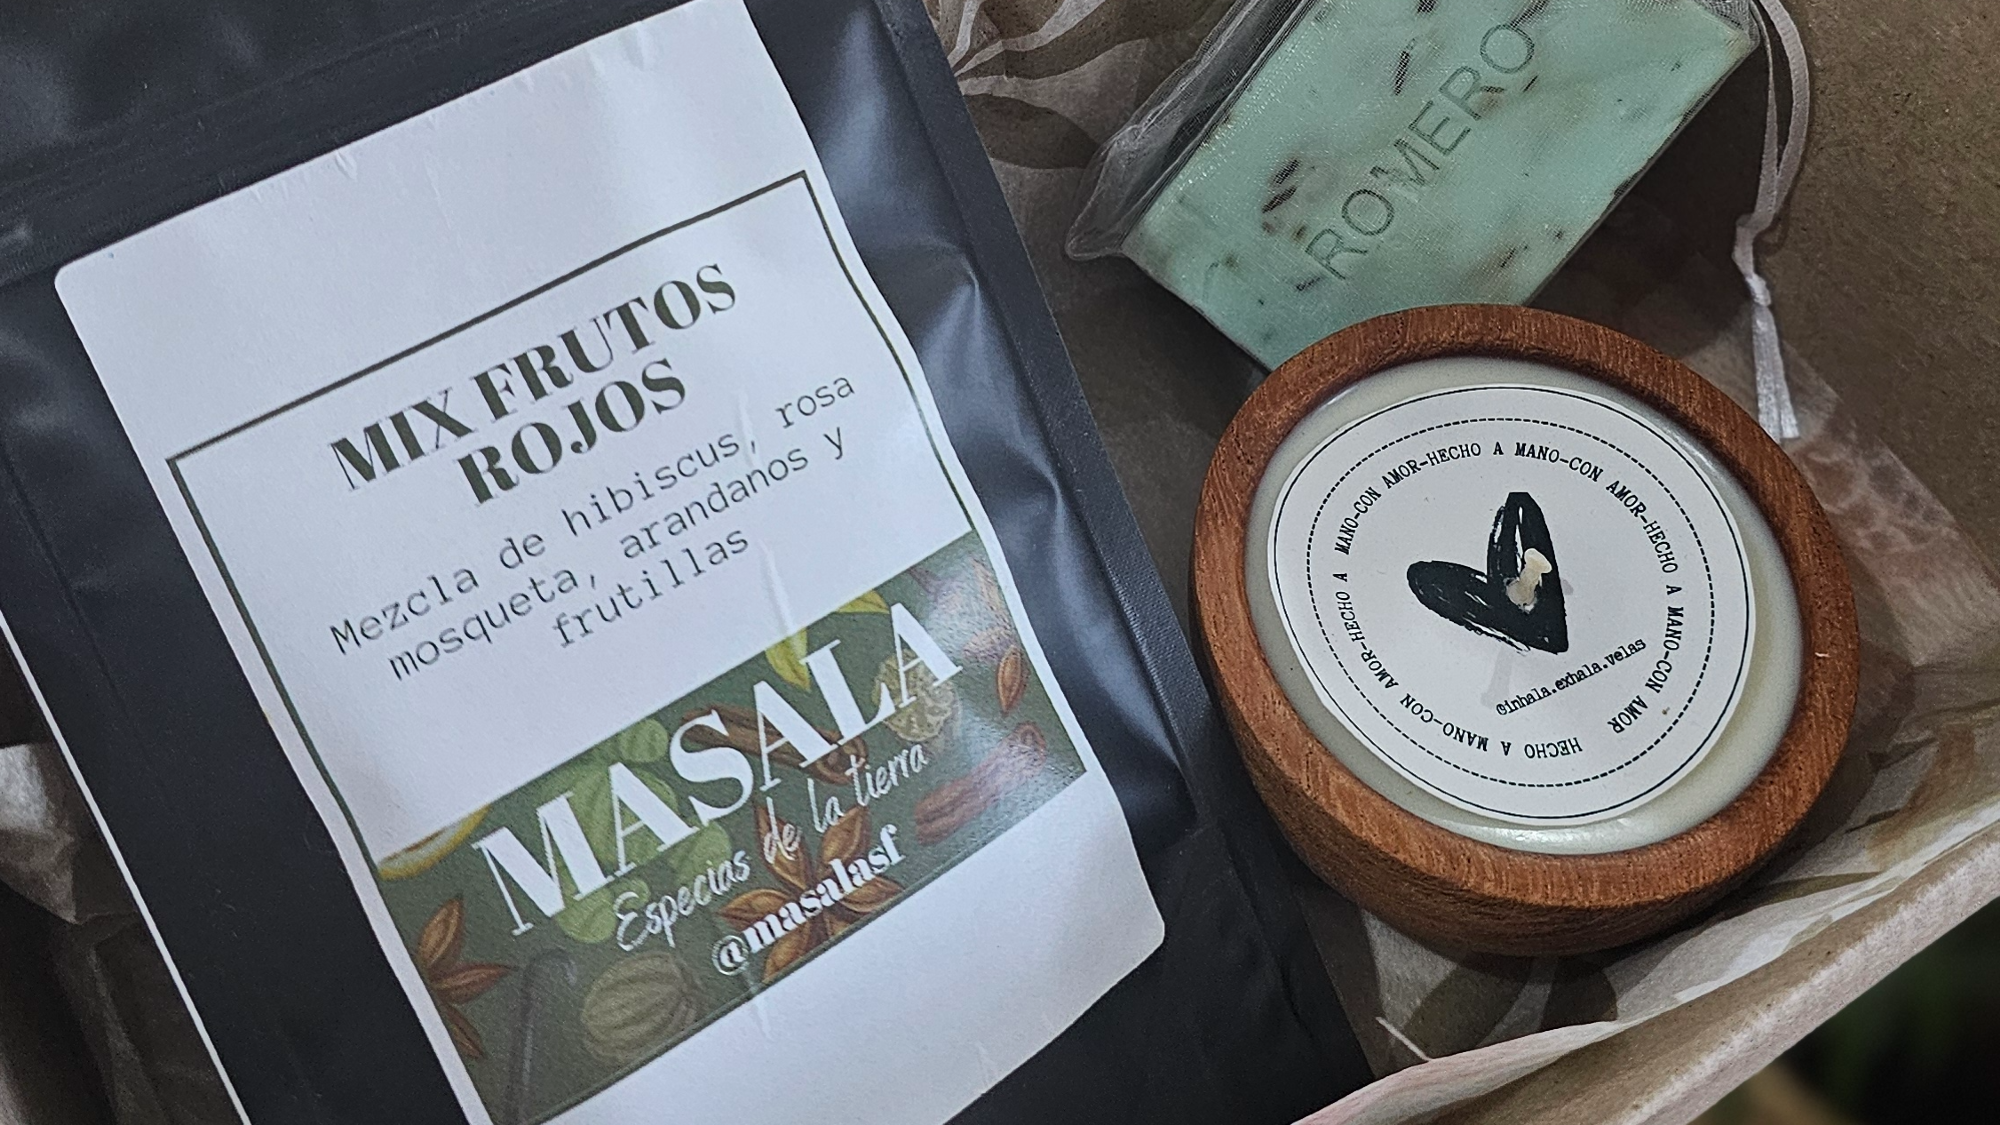 MIX FRUTOS
ROJOS
Mezcla de hibiscus, rosa
mosqueta, arandanos y
frutillas
MASALA
Especias de la tierra
@masalasf
ROMERO
HECHO A MANO-CON AMOR-HECHO A MANO-CON AMOR-HECHO A MANO-CON AMOR-HECHO A MANO-CON AMOR
@inhala.exhala.velas